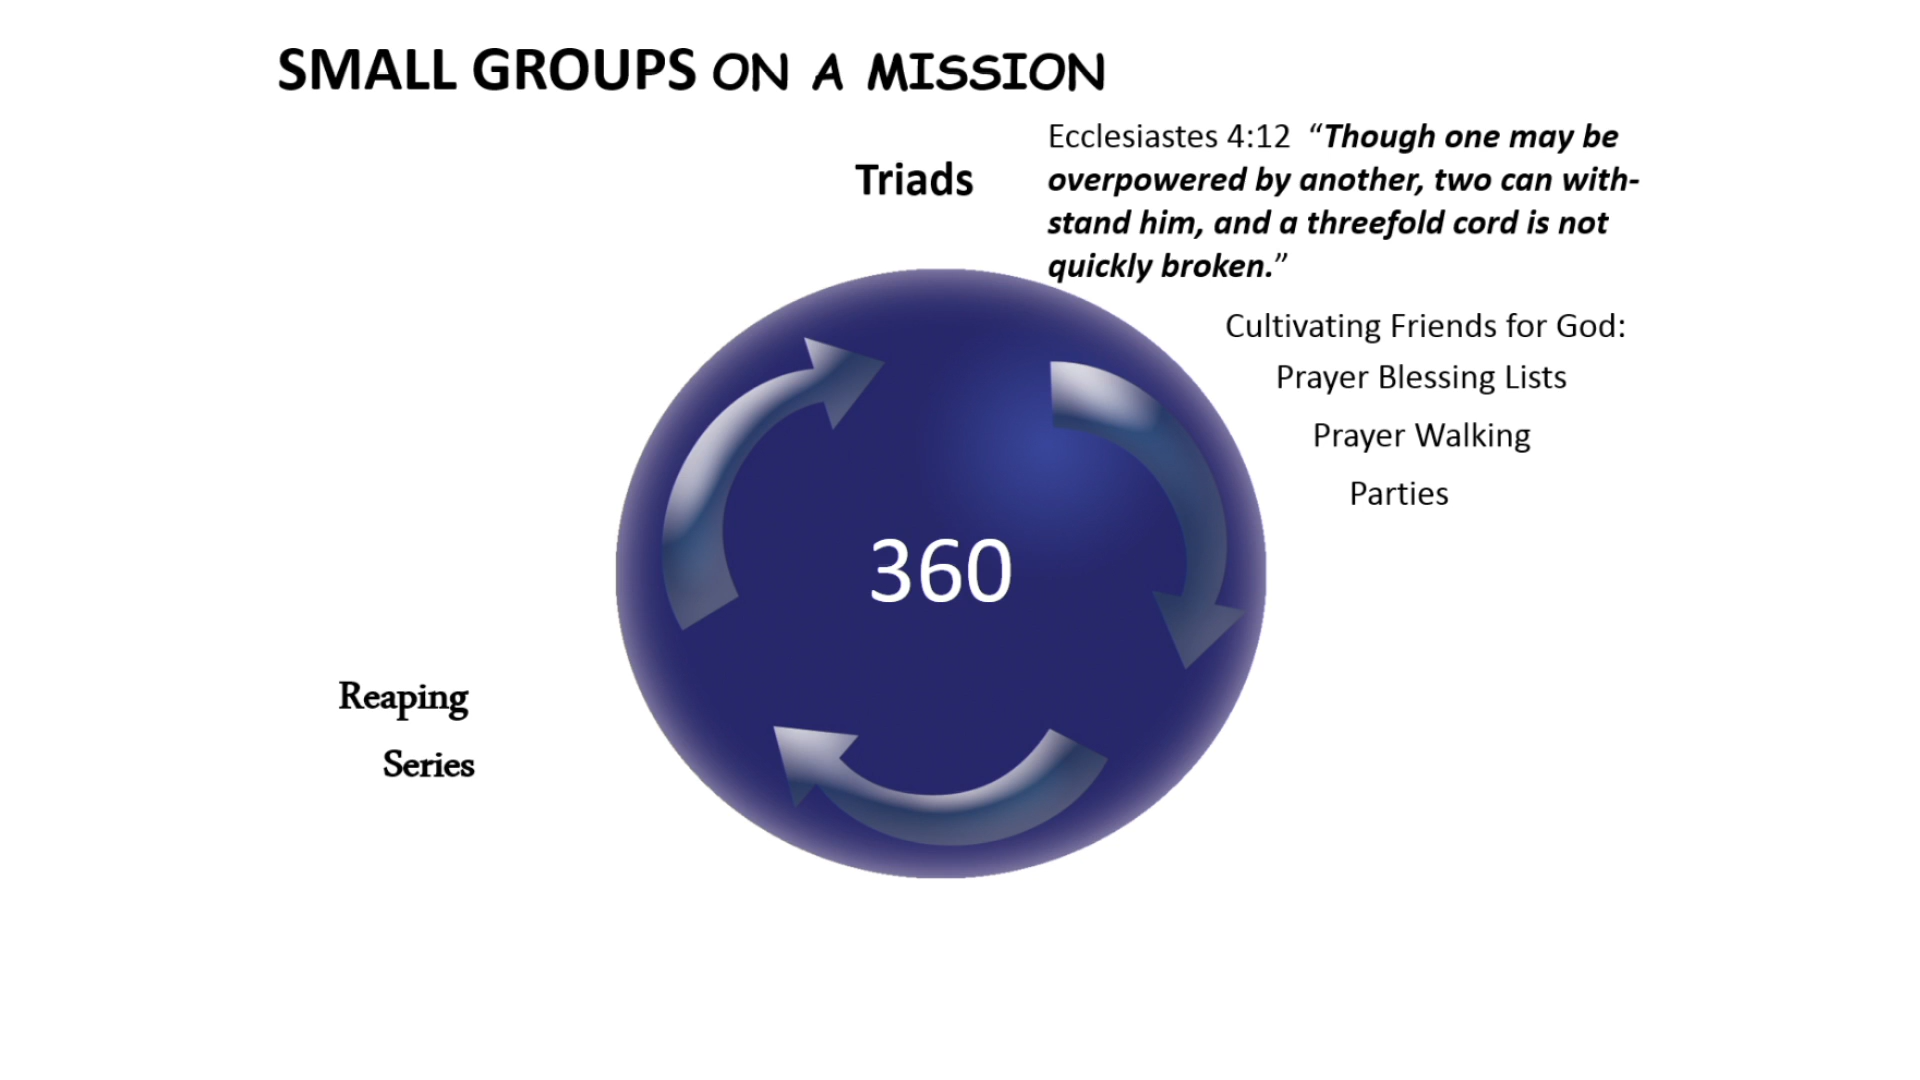 SMALL GROUPS ON A MISSION
Triads
Ecclesiastes 4:12 “Though one may be
overpowered by another, two can with-
stand him, and a threefold cord is not
quickly broken.”
Cultivating Friends for God:
Prayer Blessing Lists
Prayer Walking
Parties
360
Reaping
Series